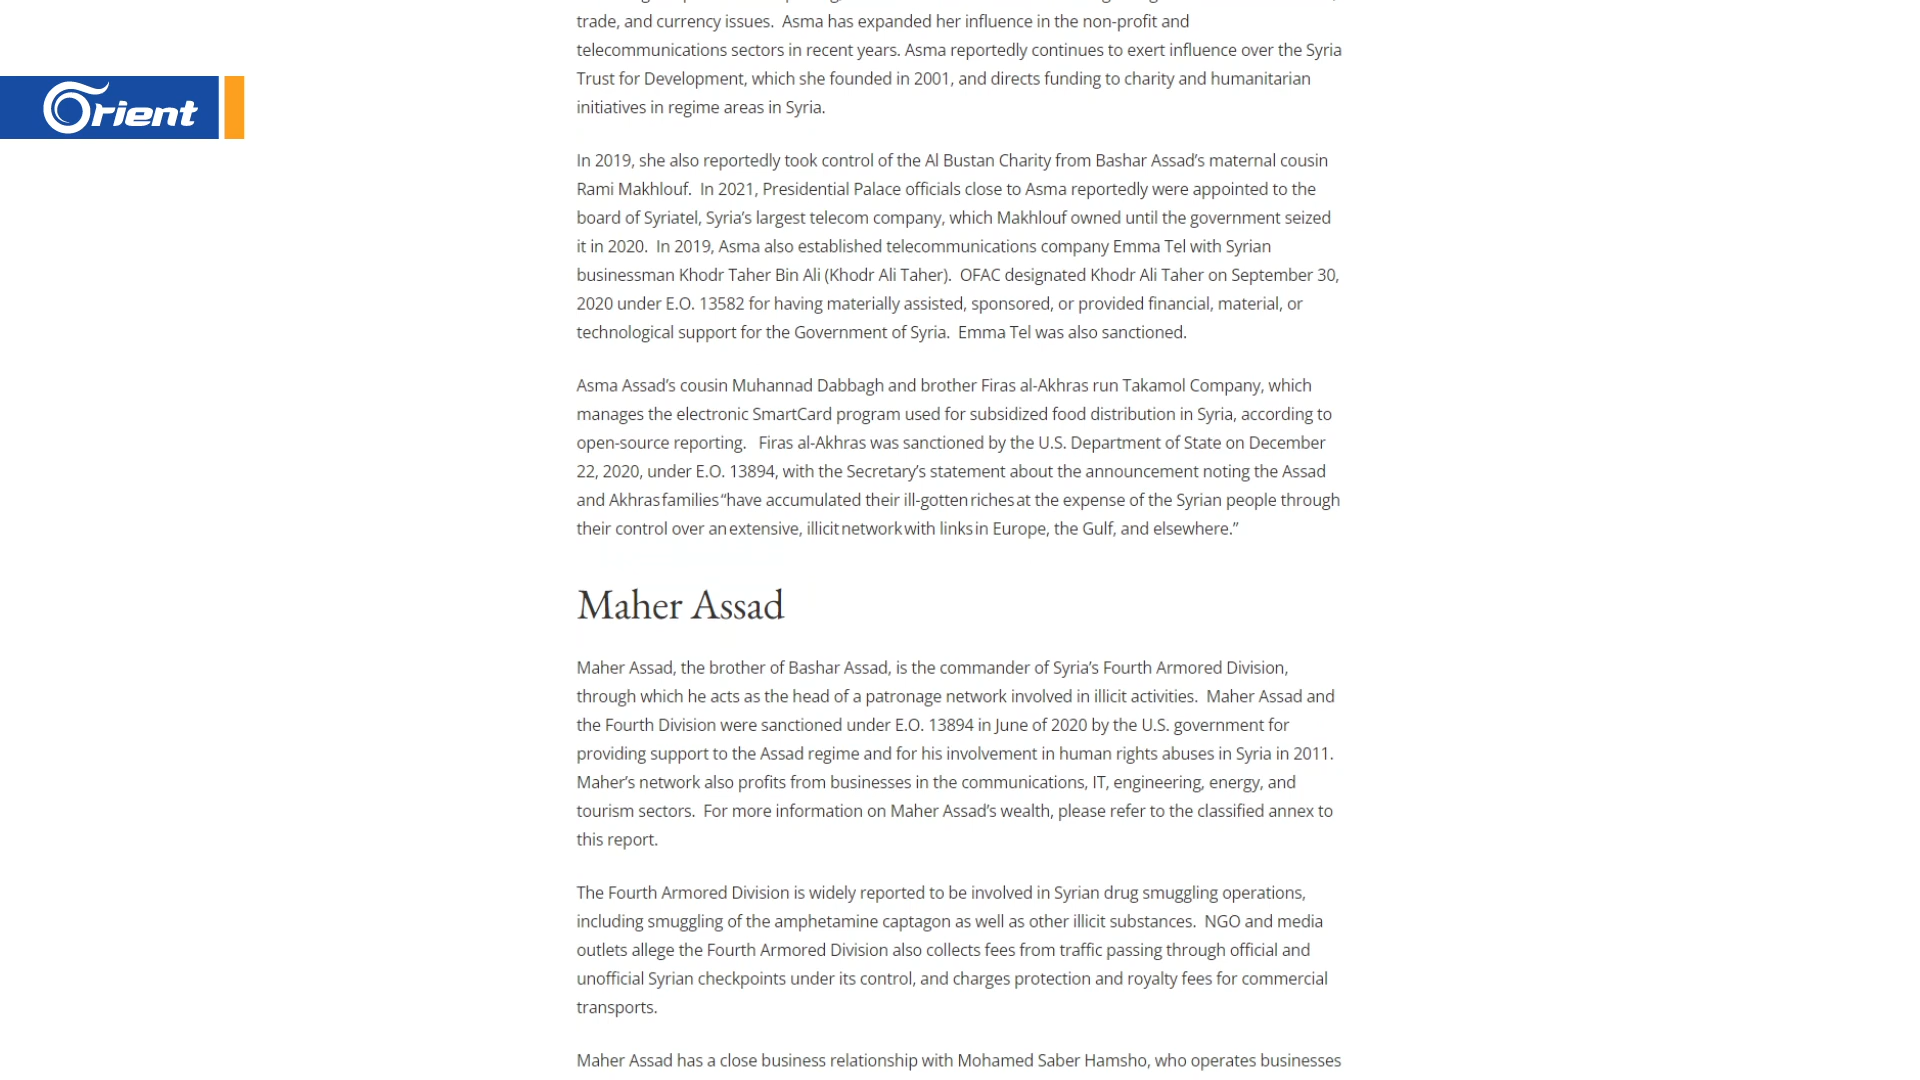 trade, and currency issues.  Asma has expanded her influence in the non-profit and
telecommunications sectors in recent years. Asma reportedly continues to exert influence over the Syria
Trust for Development, which she founded in 2001, and directs funding to charity and humanitarian
initiatives in regime areas in Syria.
Orient
In 2019, she also reportedly took control of the Al Bustan Charity from Bashar Assad’s maternal cousin
Rami Makhlouf.  In 2021, Presidential Palace officials close to Asma reportedly were appointed to the
board of Syriatel, Syria’s largest telecom company, which Makhlouf owned until the government seized
it in 2020.  In 2019, Asma also established telecommunications company Emma Tel with Syrian
businessman Khodr Taher Bin Ali (Khodr Ali Taher).  OFAC designated Khodr Ali Taher on September 30,
2020 under E.O. 13582 for having materially assisted, sponsored, or provided financial, material, or
technological support for the Government of Syria.  Emma Tel was also sanctioned.
Asma Assad’s cousin Muhannad Dabbagh and brother Firas al-Akhras run Takamol Company, which
manages the electronic SmartCard program used for subsidized food distribution in Syria, according to
open-source reporting.   Firas al-Akhras was sanctioned by the U.S. Department of State on December
22, 2020, under E.O. 13894, with the Secretary’s statement about the announcement noting the Assad
and Akhras families “have accumulated their ill-gotten riches at the expense of the Syrian people through
their control over an extensive, illicit network with links in Europe, the Gulf, and elsewhere.”
Maher Assad
Maher Assad, the brother of Bashar Assad, is the commander of Syria’s Fourth Armored Division,
through which he acts as the head of a patronage network involved in illicit activities.  Maher Assad and
the Fourth Division were sanctioned under E.O. 13894 in June of 2020 by the U.S. government for
providing support to the Assad regime and for his involvement in human rights abuses in Syria in 2011.
Maher’s network also profits from businesses in the communications, IT, engineering, energy, and
tourism sectors.  For more information on Maher Assad’s wealth, please refer to the classified annex to
this report.
The Fourth Armored Division is widely reported to be involved in Syrian drug smuggling operations,
including smuggling of the amphetamine captagon as well as other illicit substances.  NGO and media
outlets allege the Fourth Armored Division also collects fees from traffic passing through official and
unofficial Syrian checkpoints under its control, and charges protection and royalty fees for commercial
transports.
Maher Assad has a close business relationship with Mohamed Saber Hamsho, who operates businesses